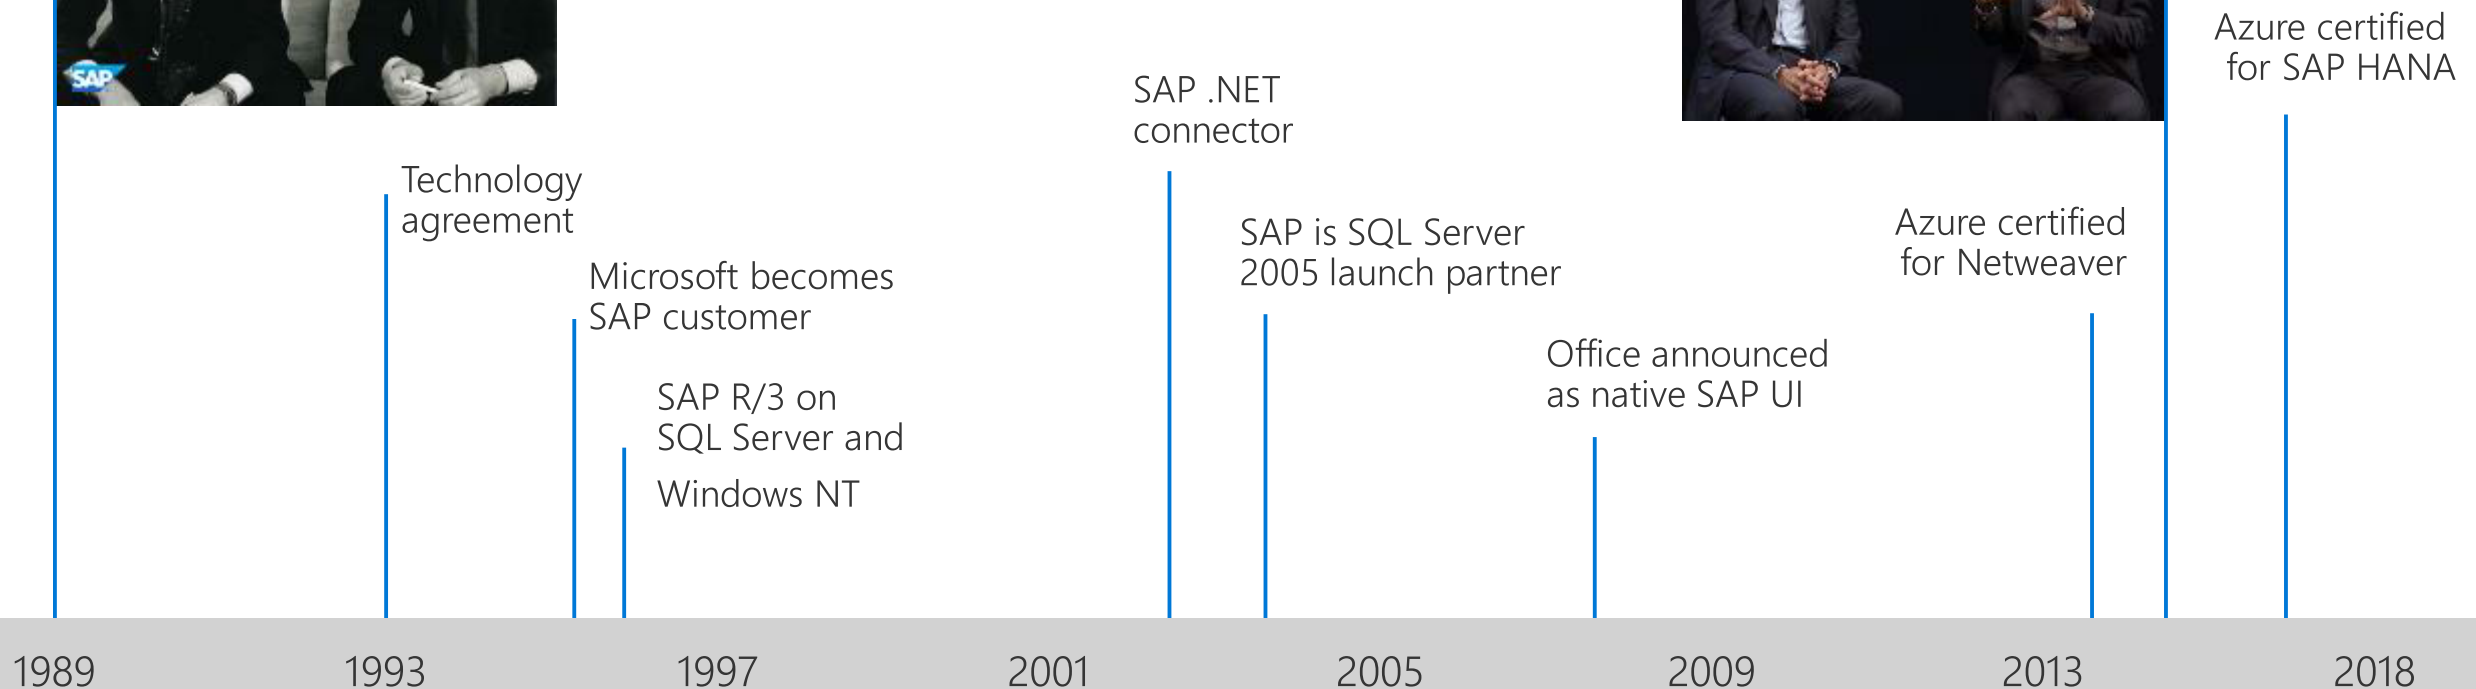 SAP
Azure certified
for SAP HANA
SAP .NET
connector
Technology
agreement
SAP is SQL Server
2005 launch partner
Azure certified
for Netweaver
Microsoft becomes
SAP customer
Office announced
as native SAP UI
SAP R/3 on
SQL Server and
Windows NT
1989
1993
1997
2001
2005
2009
2013
2018